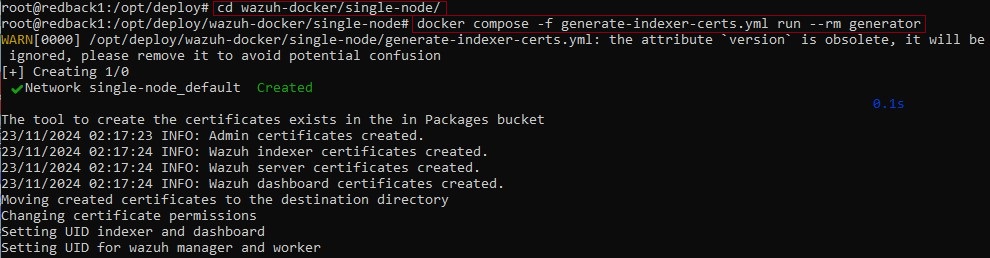 root@redback1:/opt/deploy# cd wazuh-docker/single-node/
root@redback1:/opt/deploy/wazuh-docker/single-node# docker compose -f generate-indexer-certs.yml run --rm generator
WARN[0000] /opt/deploy/wazuh-docker/single-node/generate-indexer-certs.yml: the attribute `version` is obsolete, it will be
ignored, please remove it to avoid potential confusion
[+] Creating 1/0
✔Network single-node_default  Created
0.1s
The tool to create the certificates exists in the in Packages bucket
23/11/2024 02:17:23 INFO: Admin certificates created.
23/11/2024 02:17:24 INFO: Wazuh indexer certificates created.
23/11/2024 02:17:24 INFO: Wazuh server certificates created.
23/11/2024 02:17:24 INFO: Wazuh dashboard certificates created.
Moving created certificates to the destination directory
Changing certificate permissions
Setting UID indexer and dashboard
Setting UID for wazuh manager and worker